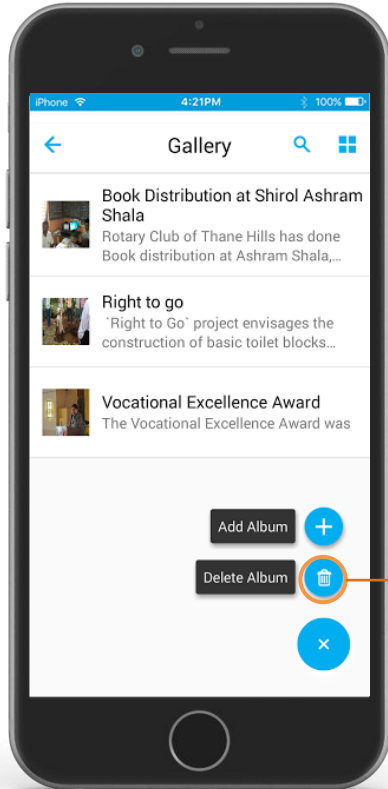 iPhone 4:21PM 100%
Gallery
Book Distribution at Shirol Ashram
Shala
Rotary Club of Thane Hills has done
Book distribution at Ashram Shala,...
Right to go
`Right to Go` project envisages the
construction of basic toilet blocks...
Vocational Excellence Award
The Vocational Excellence Award was
Add Album
Delete Album